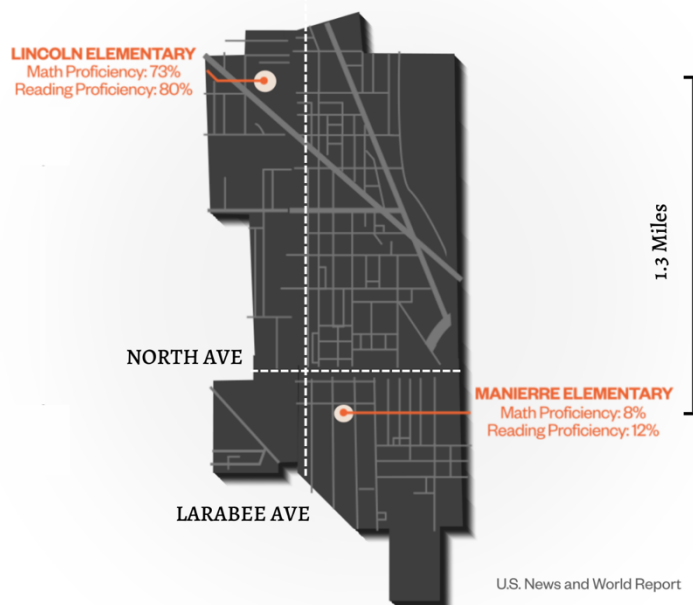 LINCOLN ELEMENTARY
Math Proficiency: 73%
Reading Proficiency: 80%
1.3 Miles
NORTH AVE
MANIERRE ELEMENTARY
Math Proficiency: 8%
Reading Proficiency: 12%
LARABEE AVE
U.S. News and World Report